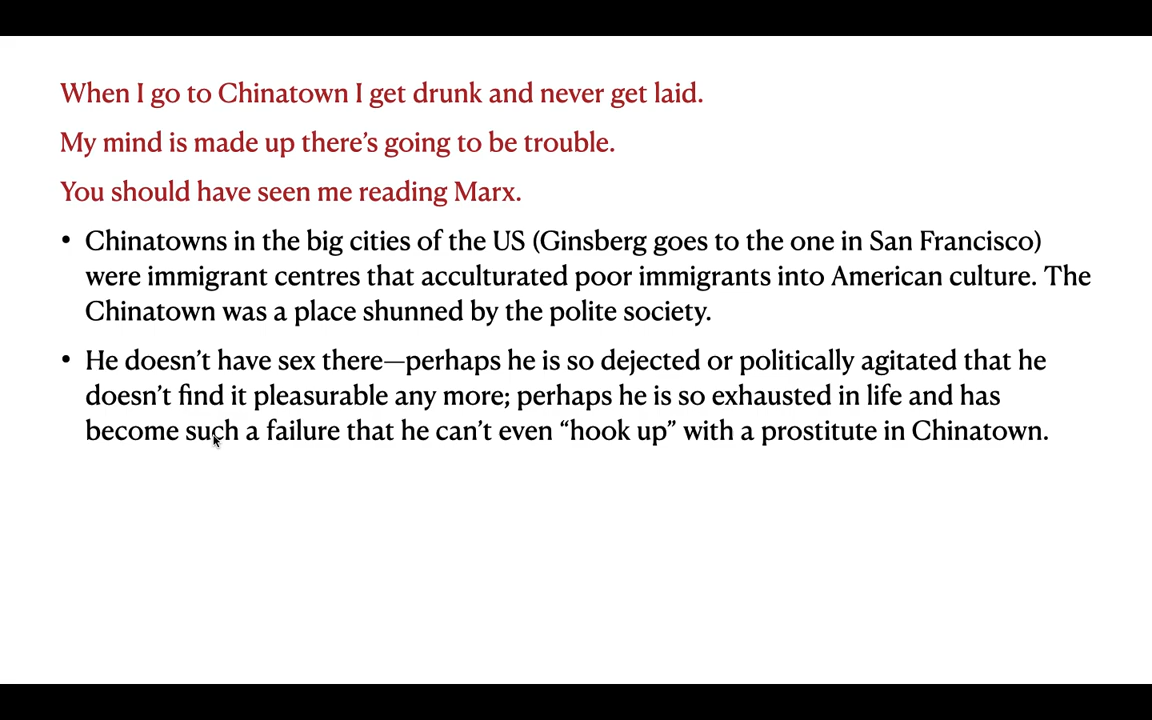 When I go to Chinatown I get drunk and never get laid.
My mind is made up there's going to be trouble.
You should have seen me reading Marx.
• Chinatowns in the big cities of the US (Ginsberg goes to the one in San Francisco)
were immigrant centres that acculturated poor immigrants into American culture. The
Chinatown was a place shunned by the polite society.
• He doesn't have sex there—perhaps he is so dejected or politically agitated that he
doesn't find it pleasurable any more; perhaps he is so exhausted in life and has
become such a failure that he can't even “hook up” with a prostitute in Chinatown.